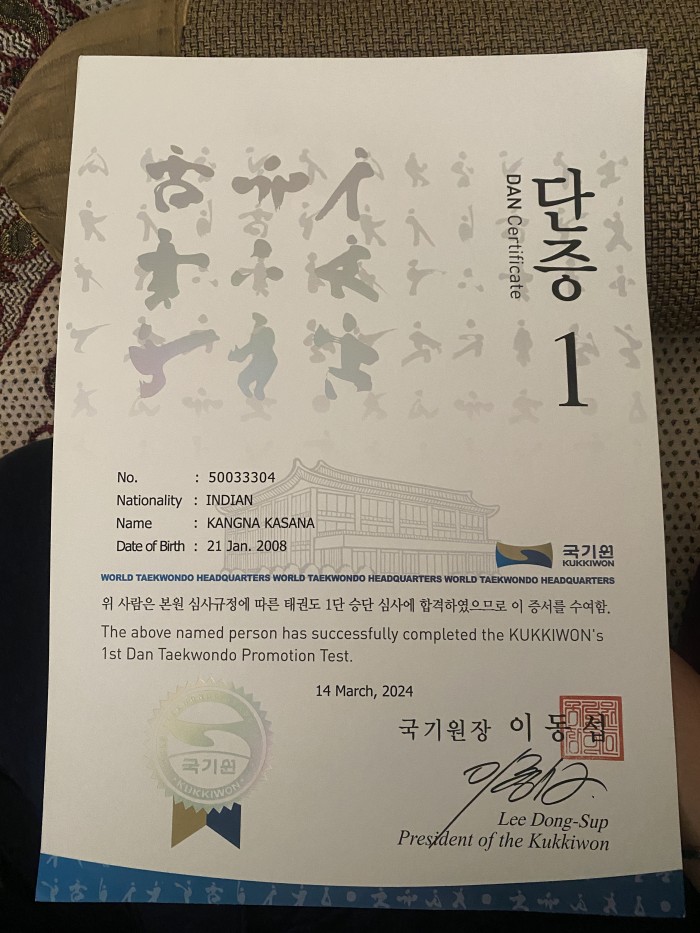 단증
DAN Certificate
1
No. : 50033304
Nationality : INDIAN
Name : KANGNA KASANA
Date of Birth : 21 Jan. 2008
국기원
KUKKIWON
WORLD TAEKWONDO HEADQUARTERS WORLD TAEKWONDO HEADQUARTERS WORLD TAEKWONDO HEADQUARTERS
위 사람은 본원 심사규정에 따른 태권도 1단 승단 심사에 합격하였으므로 이 증서를 수여함.
The above named person has successfully completed the KUKKIWON's
1st Dan Taekwondo Promotion Test.
14 March, 2024
국기원장 이동섭
국기원
KUKKIWON
Lee Dong-Sup
President of the Kukkiwon